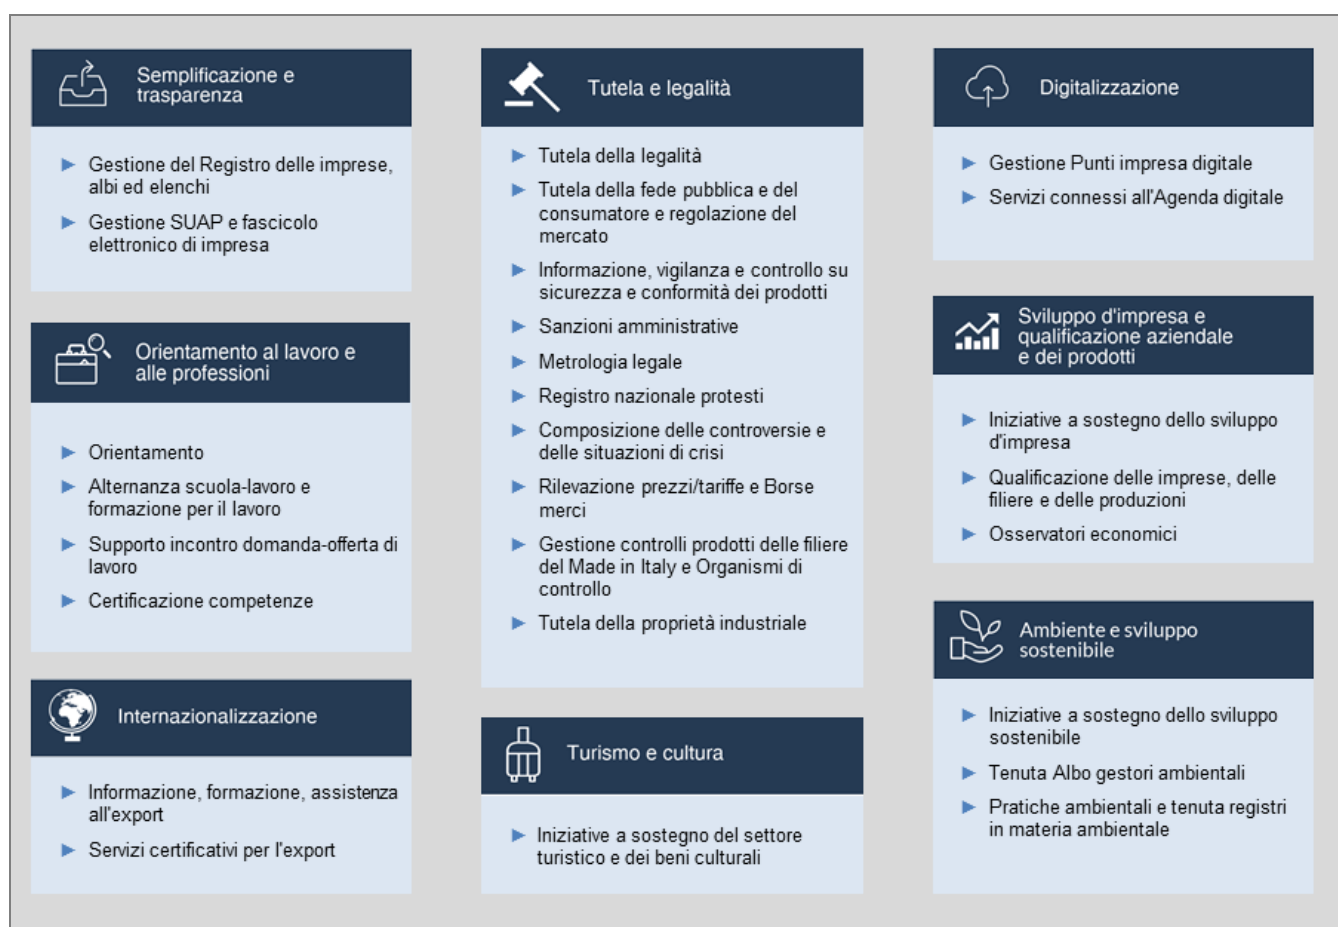 Semplificazione e
trasparenza
Gestione del Registro delle imprese,
albi ed elenchi
Gestione SUAP e fascicolo
elettronico di impresa
Orientamento al lavoro e
alle professioni
Orientamento
Alternanza scuola-lavoro e
formazione per il lavoro
Supporto incontro domanda-offerta di
lavoro
Certificazione competenze
Internazionalizzazione
Informazione, formazione, assistenza
all'export
Servizi certificativi per l'export
Tutela e legalità
Tutela della legalità
Tutela della fede pubblica e del
consumatore e regolazione del
mercato
Informazione, vigilanza e controllo su
sicurezza e conformità dei prodotti
Sanzioni amministrative
Metrologia legale
Registro nazionale protesti
Composizione delle controversie e
delle situazioni di crisi
Rilevazione prezzi/tariffe e Borse
merci
Gestione controlli prodotti delle filiere
del Made in Italy e Organismi di
controllo
Tutela della proprietà industriale
Turismo e cultura
Iniziative a sostegno del settore
turistico e dei beni culturali
Digitalizzazione
Gestione Punti impresa digitale
Servizi connessi all'Agenda digitale
Sviluppo d'impresa e
qualificazione aziendale
e dei prodotti
Iniziative a sostegno dello sviluppo
d'impresa
Qualificazione delle imprese, delle
filiere e delle produzioni
Osservatori economici
Ambiente e sviluppo
sostenibile
Iniziative a sostegno dello sviluppo
sostenibile
Tenuta Albo gestori ambientali
Pratiche ambientali e tenuta registri
in materia ambientale